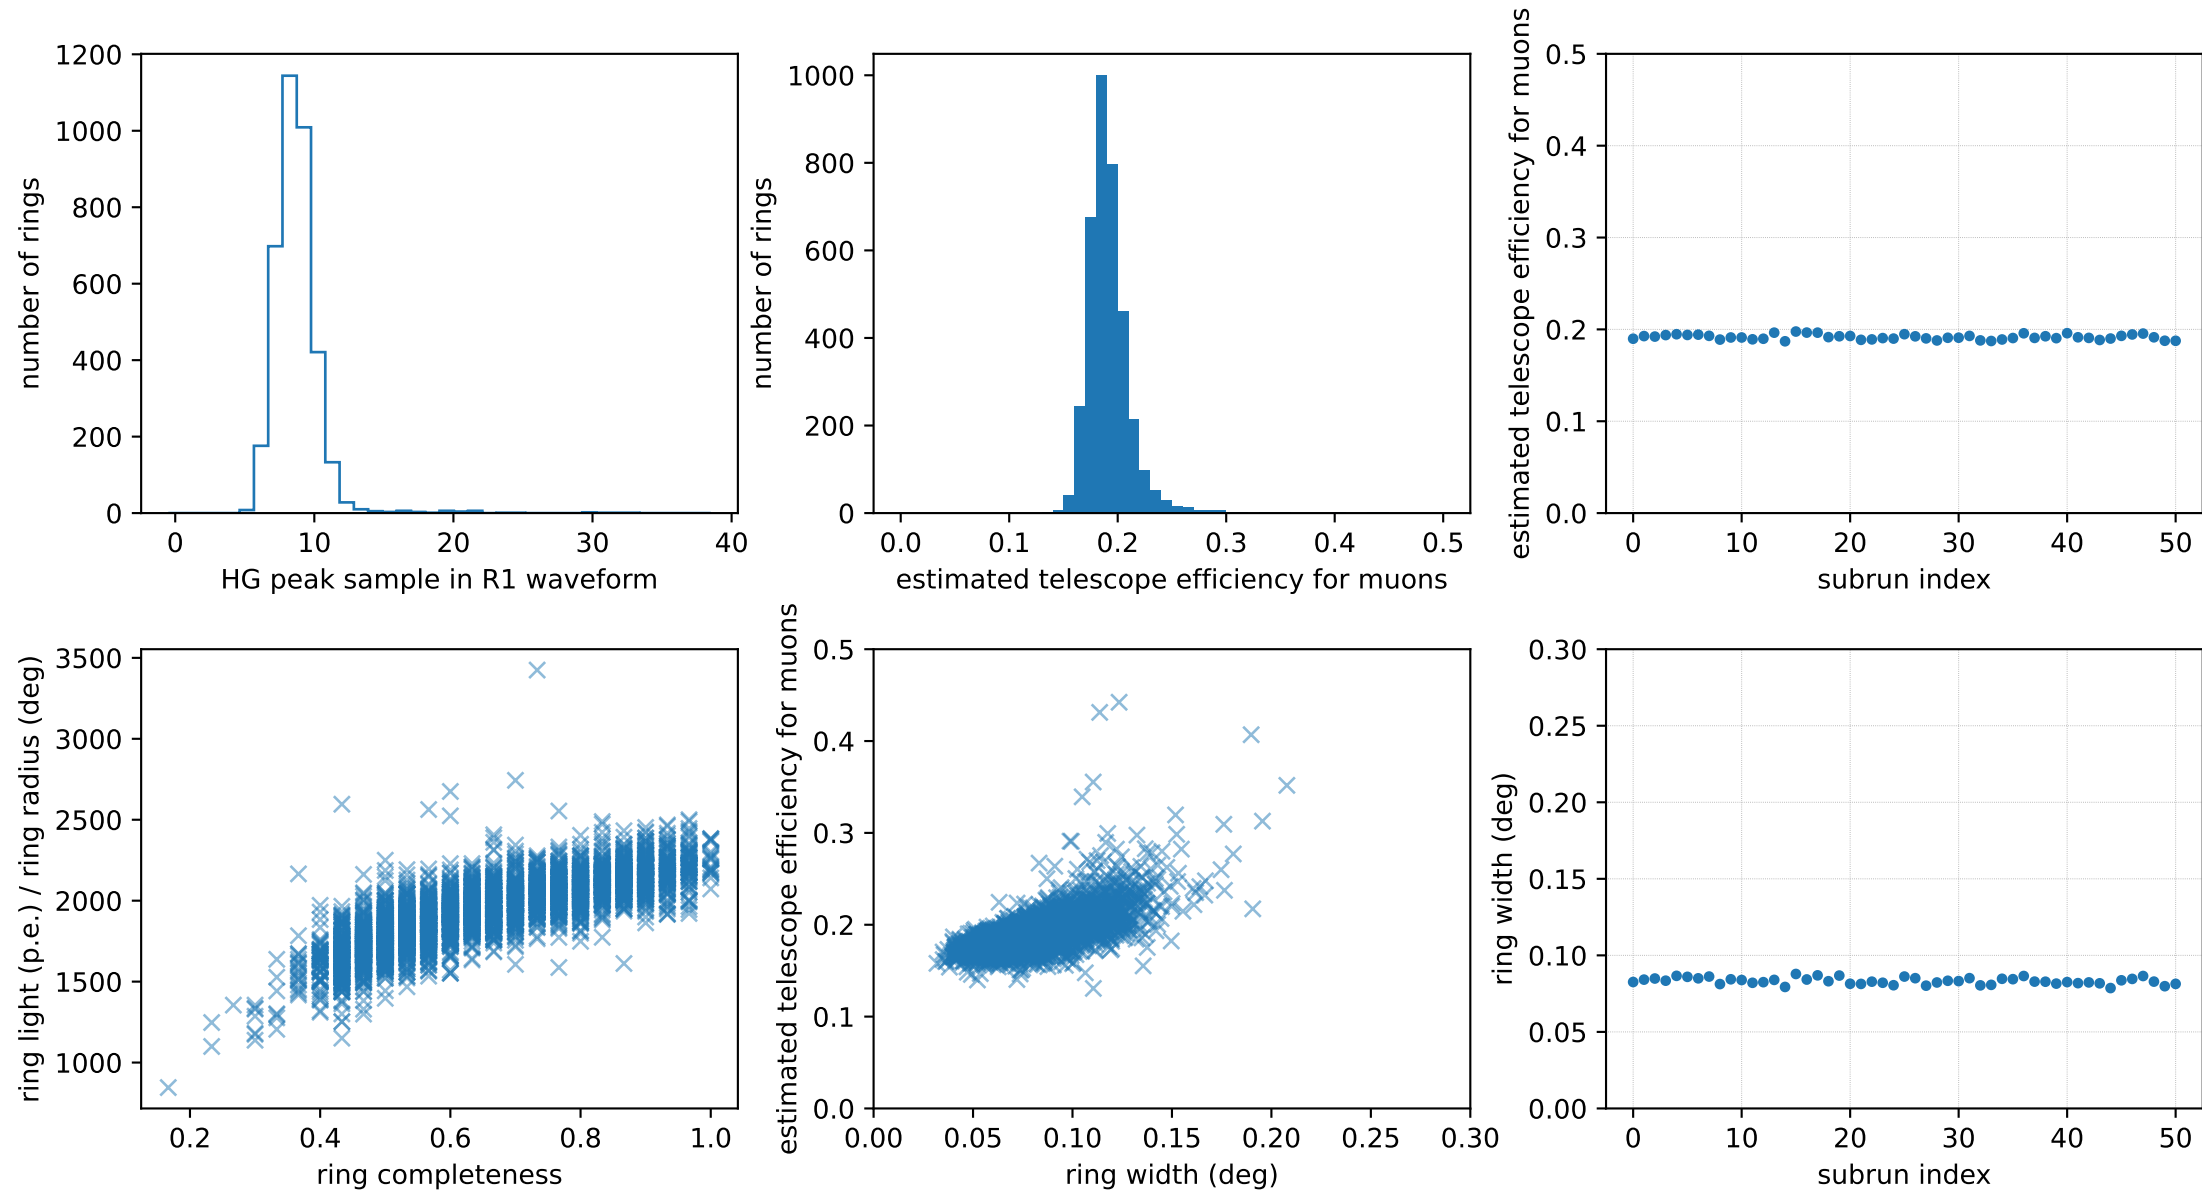 number of rings
1200
1000
800
600
400
200
0
0 10 20 30 40
HG peak sample in R1 waveform
number of rings
1000
800
600
400
200
0
0.0 0.1 0.2 0.3 0.4 0.5
estimated telescope efficiency for muons
estimated telescope efficiency for muons
0.5
0.4
0.3
0.2
0.1
0.0
0 10 20 30 40 50
subrun index
ring light (p.e.) / ring radius (deg)
3500
3000
2500
2000
1500
1000
0.2 0.4 0.6 0.8 1.0
ring completeness
estimated telescope efficiency for muons
0.5
0.4
0.3
0.2
0.1
0.0
0.00 0.05 0.10 0.15 0.20 0.25 0.30
ring width (deg)
ring width (deg)
0.30
0.25
0.20
0.15
0.10
0.05
0.00
0 10 20 30 40 50
subrun index